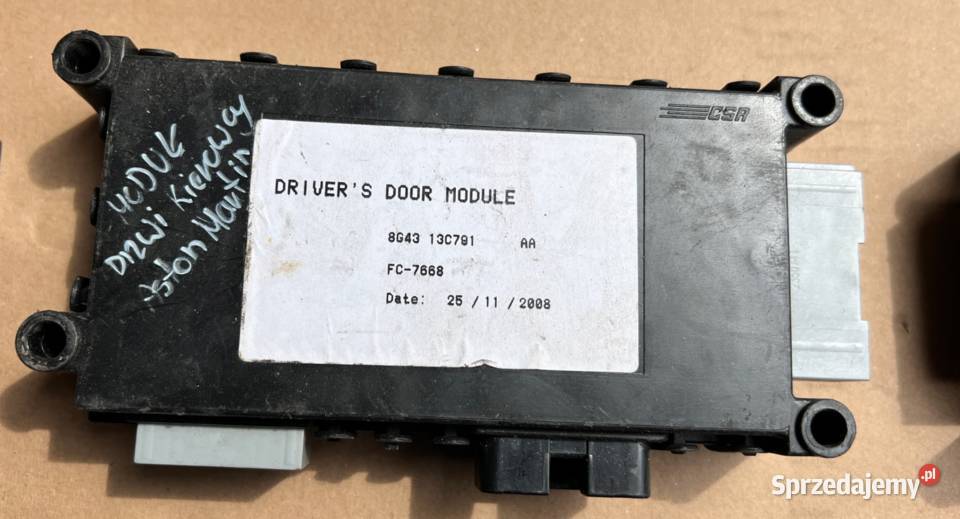 MODUŁ
Drzwi Kierowcy
Aston Martin
CSA
DRIVER'S DOOR MODULE
8G43 13C791 AA
FC-7668
Date: 25 / 11 / 2008
Sprzedajemy.pl